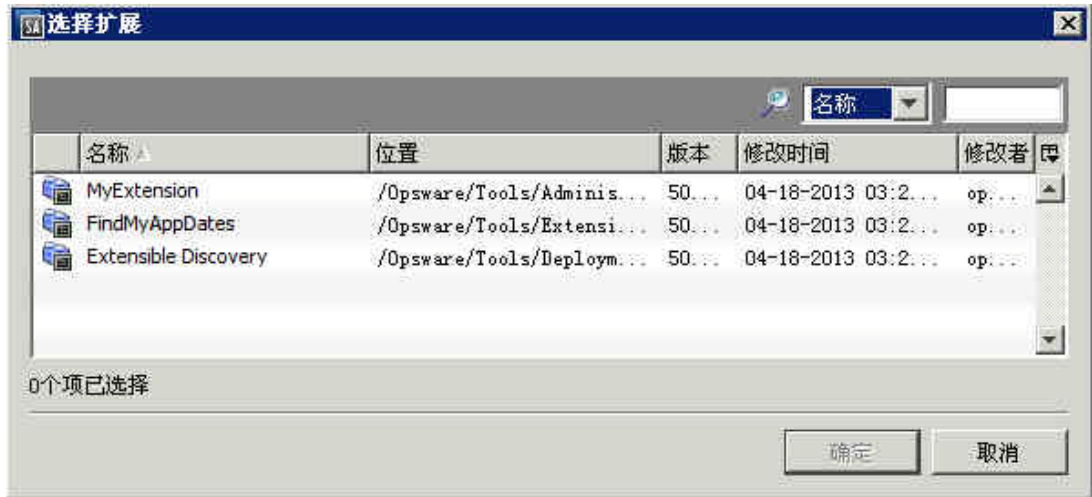 SA 选择扩展
名称
名称 位置 版本 修改时间 修改者
MyExtension /Opsware/Tools/Adminis... 50... 04-18-2013 03:2... op...
FindMyAppDates /Opsware/Tools/Extensi... 50... 04-18-2013 03:2... op...
Extensible Discovery /Opsware/Tools/Deploym... 50... 04-18-2013 03:2... op...
0个项已选择
确定 取消